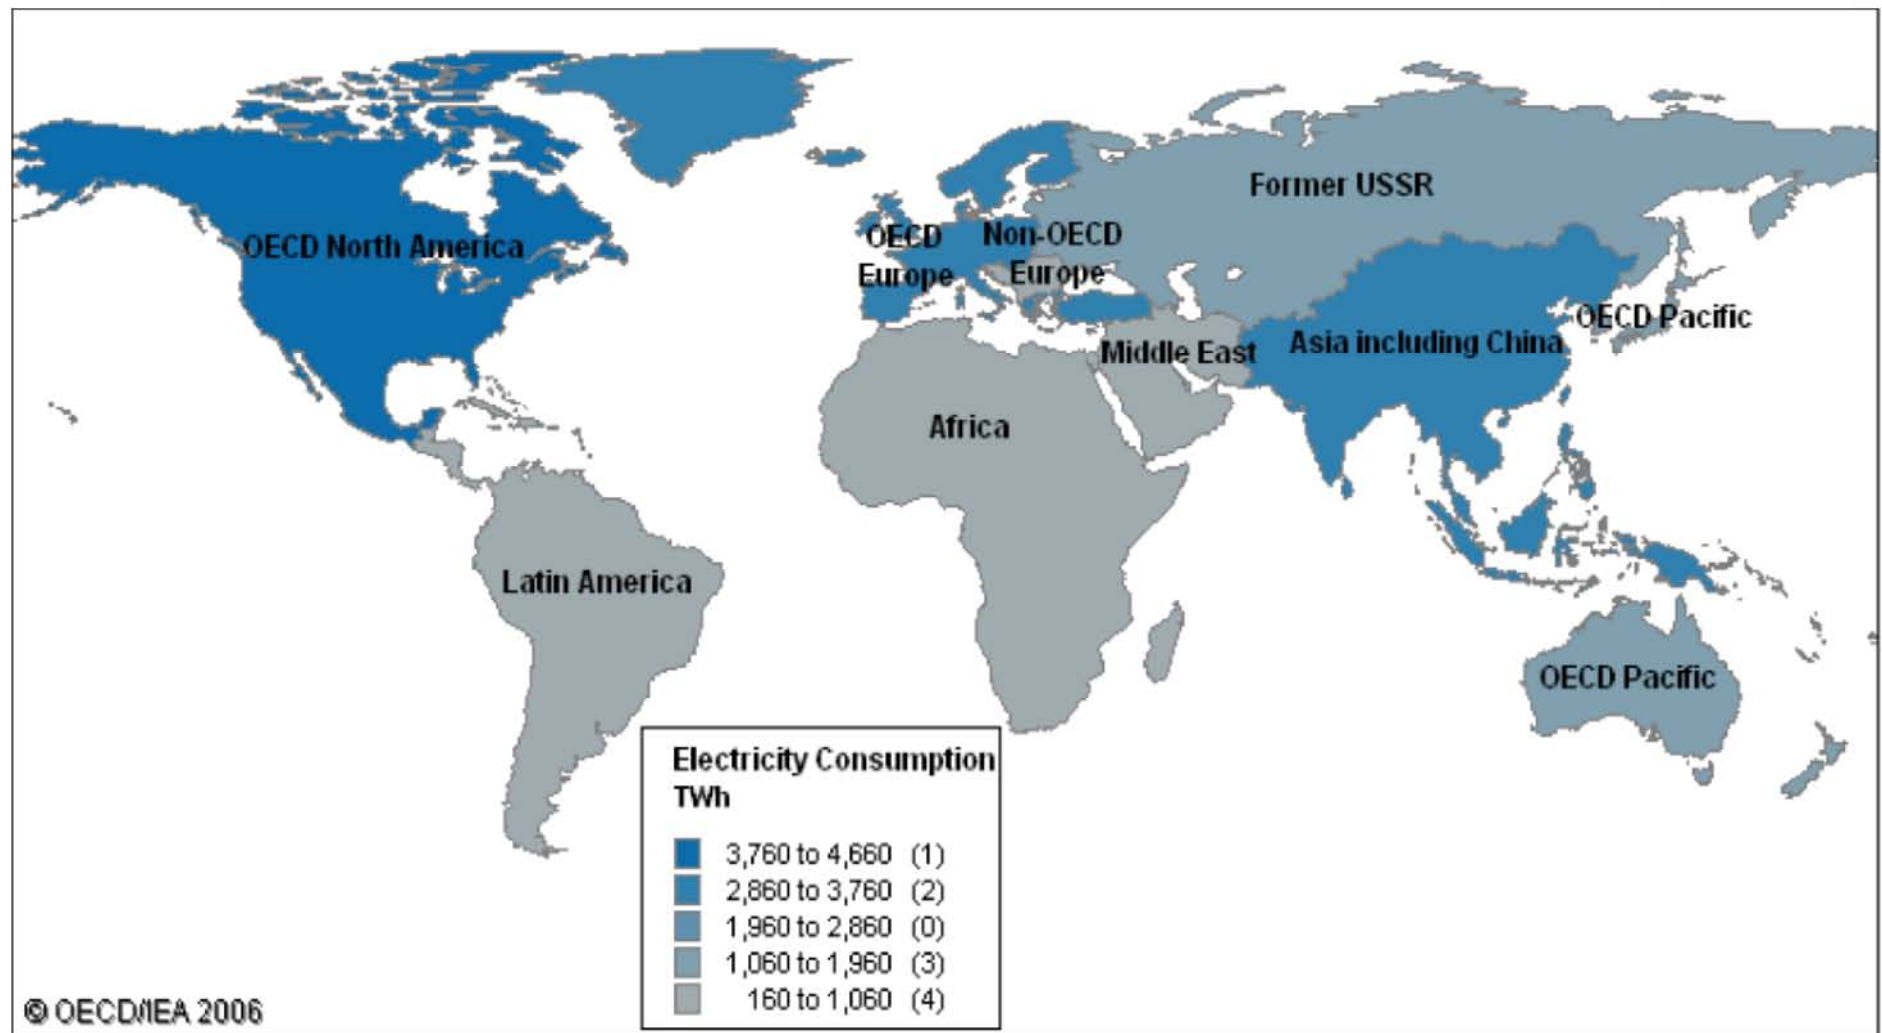 Former USSR
OECD
Europe
Non-OECD
Europe
OECD North America
OECD Pacific
Asia including China
Middle East
Africa
Latin America
OECD Pacific
Electricity Consumption
TWh
3,760 to 4,660 (1)
2,860 to 3,760 (2)
1,960 to 2,860 (0)
1,060 to 1,960 (3)
160 to 1,060 (4)
© OECD/IEA 2006